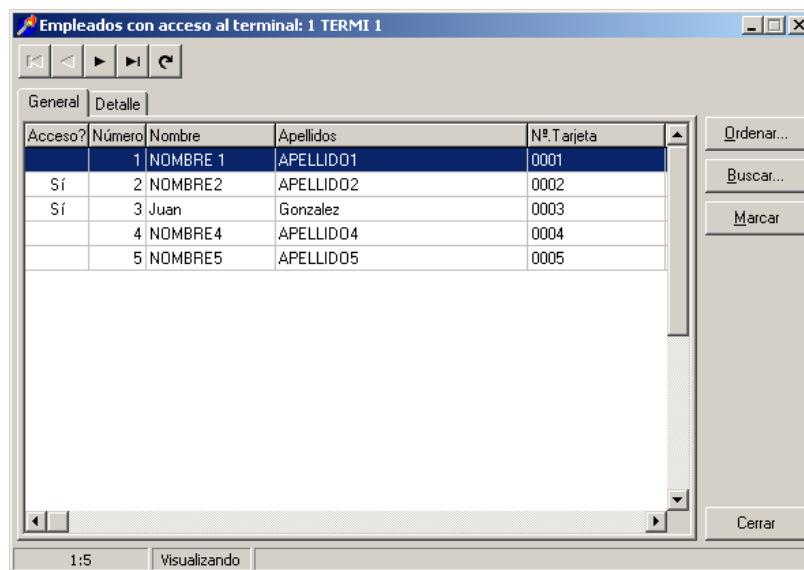 Empleados con acceso al terminal: 1 TERMI 1
General Detalle
Acceso? Número Nombre Apellidos Nº.Tarjeta
1 NOMBRE 1 APELLIDO1 0001
Sí 2 NOMBRE2 APELLIDO2 0002
Sí 3 Juan Gonzalez 0003
4 NOMBRE4 APELLIDO4 0004
5 NOMBRE5 APELLIDO5 0005
Ordenar...
Buscar...
Marcar
Cerrar
1:5 Visualizando